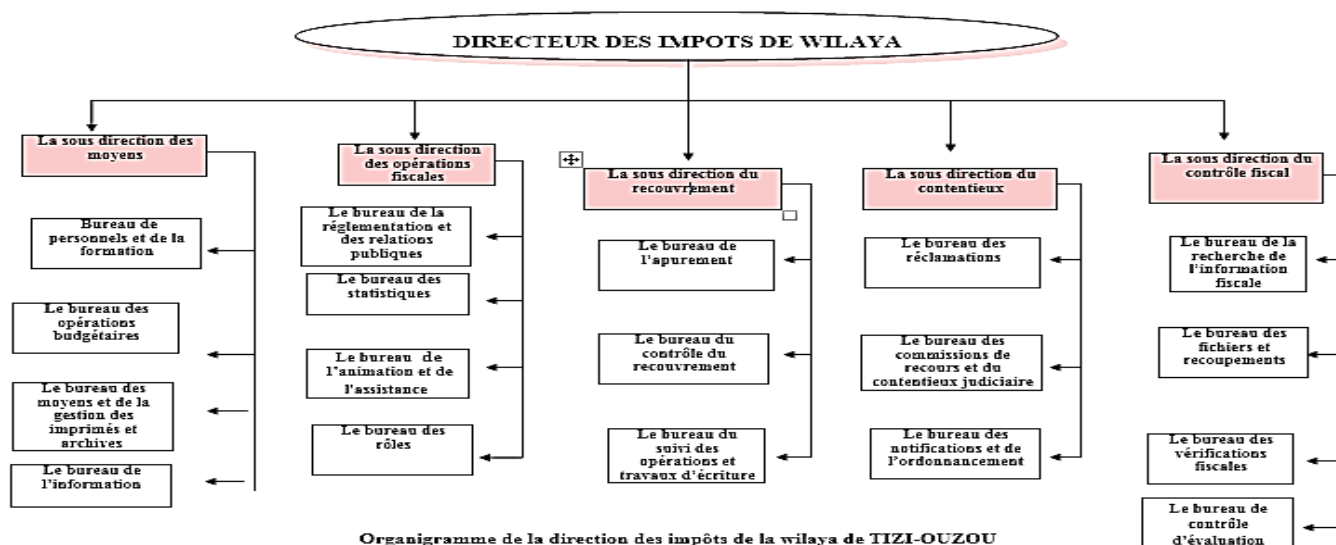 DIRECTEUR DES IMPOTS DE WILAYA
La sous direction des
moyens
Bureau de
personnels et de la
formation
Le bureau des
opérations
budgétaires
Le bureau des
moyens et de la
gestion des
imprimés et
archives
Le bureau de
l'information
La sous direction
des opérations
fiscales
Le bureau de la
réglementation et
des relations
publiques
Le bureau des
statistiques
Le bureau de
l'animation et de
l'assistance
Le bureau des
rôles
La sous direction du
recouvrement
Le bureau de
l'apurement
Le bureau du
contrôle du
recouvrment
Le bureau du
suivi des
opérations et
travaux d'écriture
La sous direction du
contentieux
Le bureau des
réclamations
Le bureau des
commissions de
recours et du
contentieux judiciaire
Le bureau des
notifications et de
l'ordonnancement
La sous direction du
contrôle fiscal
Le bureau de la
recherche de
l'information
fiscale
Le bureau des
fichiers et
recoupements
Le bureau des
vérifications
fiscales
Le bureau de
contrôle
d'évaluation
Organigramme de la direction des impôts de la wilaya de TIZI-OUZOU